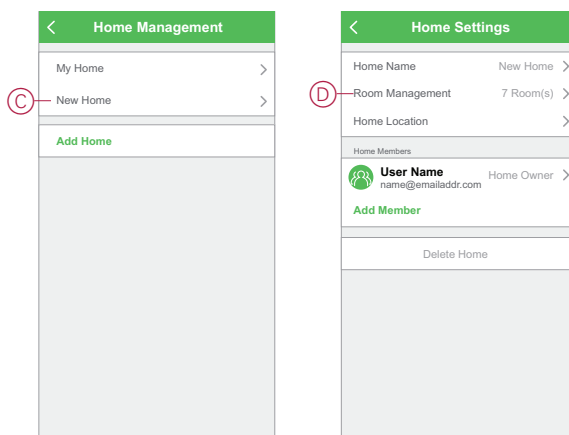 Home Management
My Home
C
New Home
Add Home
Home Settings
Home Name New Home
D
Room Management 7 Room(s)
Home Location
Home Members
User Name
name@emailaddr.com
Home Owner
Add Member
Delete Home